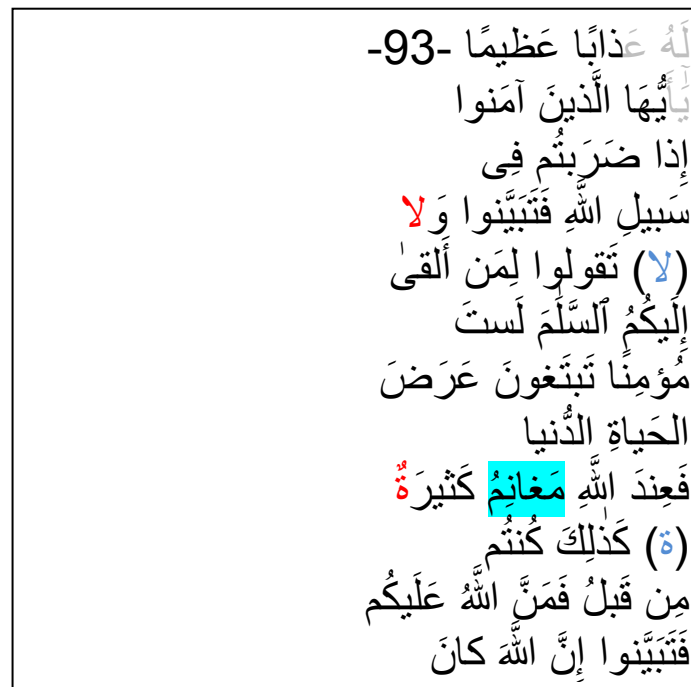 لَهُ عَذابًا عَظيمًا -93-
يَٰٓأَيُّهَا الَّذينَ آمَنوا
إِذا ضَرَبتُم فِى
سَبيلِ اللَّهِ فَتَبَيَّنوا وَلا
(لا) تَقولوا لِمَن أَلقىٰ
إِلَيكُمُ ٱلسَّلَٰمَ لَستَ
مُؤمِنًا تَبتَغونَ عَرَضَ
الحَياةِ الدُّنيا
فَعِندَ اللَّهِ مَغانِمُ كَثيرَةٌ
(ة) كَذٰلِكَ كُنتُم
مِن قَبلُ فَمَنَّ اللَّهُ عَلَيكُم
فَتَبَيَّنوا إِنَّ اللَّهَ كانَ